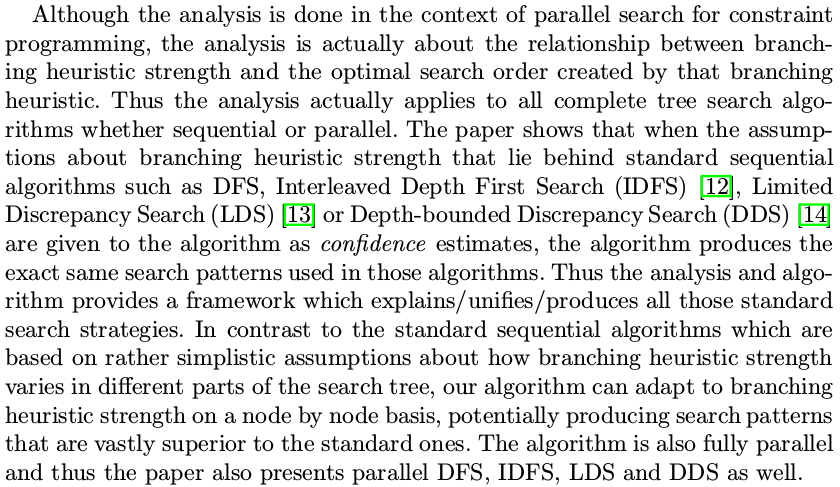 Although the analysis is done in the context of parallel search for constraint
programming, the analysis is actually about the relationship between branch-
ing heuristic strength and the optimal search order created by that branching
heuristic. Thus the analysis actually applies to all complete tree search algo-
rithms whether sequential or parallel. The paper shows that when the assump-
tions about branching heuristic strength that lie behind standard sequential
algorithms such as DFS, Interleaved Depth First Search (IDFS) [12], Limited
Discrepancy Search (LDS) [13] or Depth-bounded Discrepancy Search (DDS) [14]
are given to the algorithm as confidence estimates, the algorithm produces the
exact same search patterns used in those algorithms. Thus the analysis and algo-
rithm provides a framework which explains/unifies/produces all those standard
search strategies. In contrast to the standard sequential algorithms which are
based on rather simplistic assumptions about how branching heuristic strength
varies in different parts of the search tree, our algorithm can adapt to branching
heuristic strength on a node by node basis, potentially producing search patterns
that are vastly superior to the standard ones. The algorithm is also fully parallel
and thus the paper also presents parallel DFS, IDFS, LDS and DDS as well.